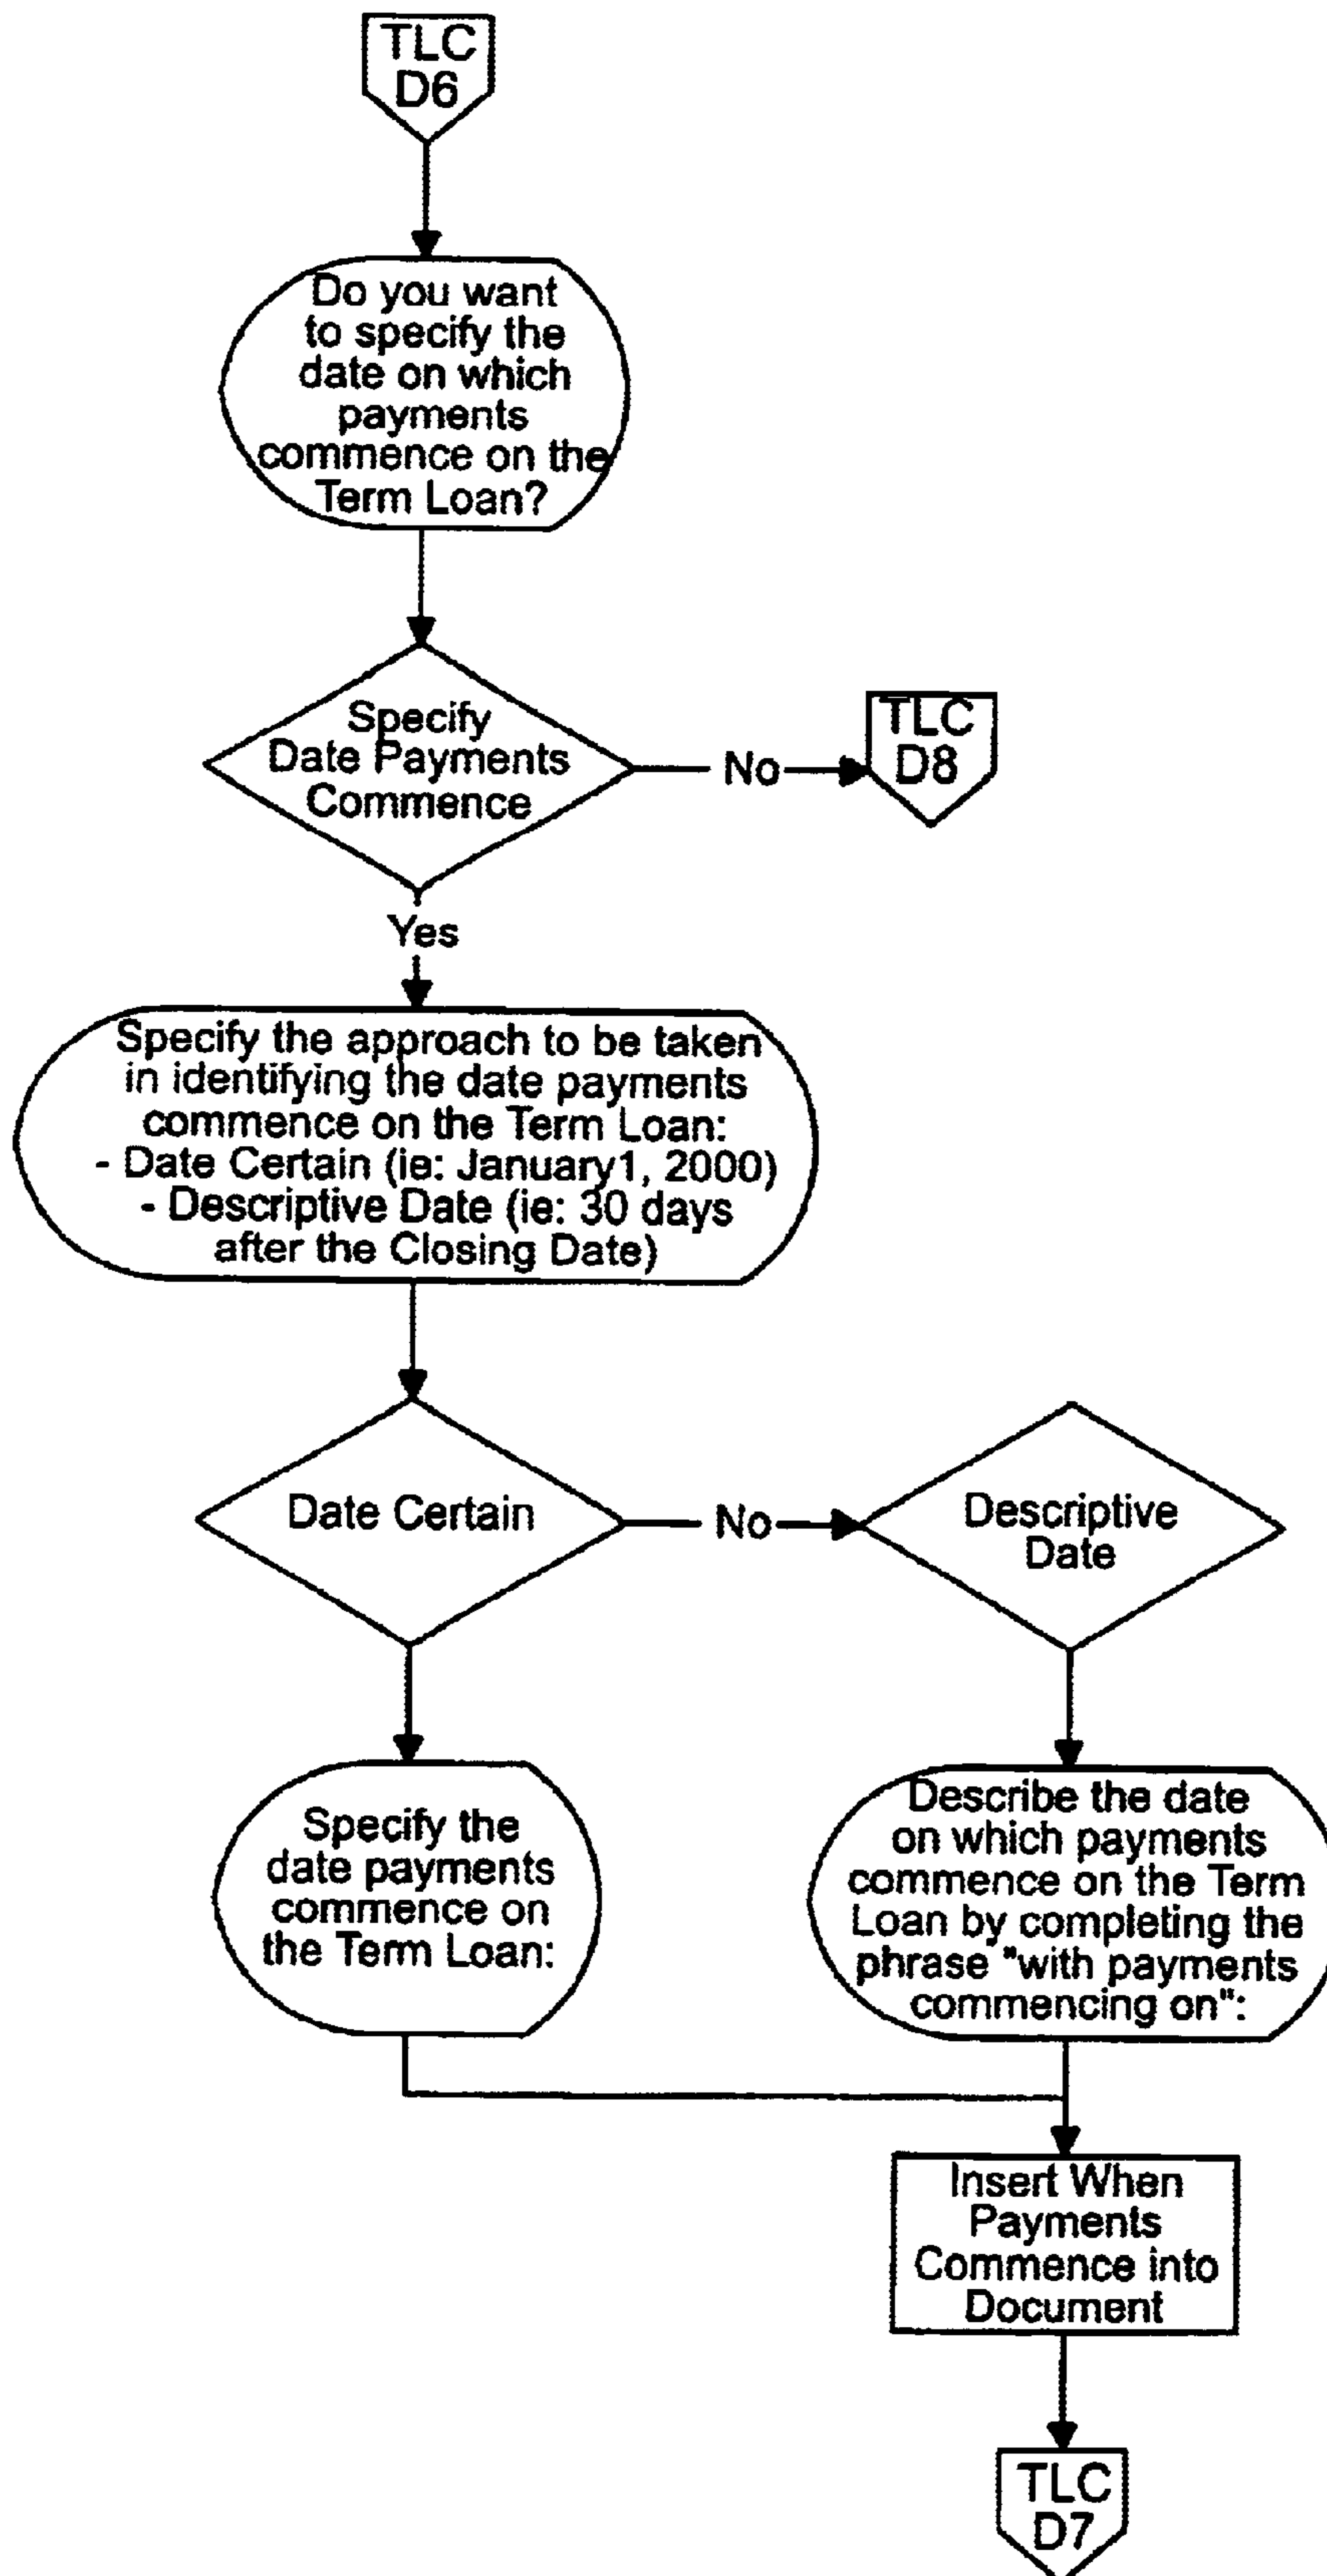 TLC
D6
Do you want
to specify the
date on which
payments
commence on the
Term Loan?
Specify
Date Payments
Commence
No
TLC
D8
Yes
Specify the approach to be taken
in identifying the date payments
commence on the Term Loan:
- Date Certain (ie: January1, 2000)
- Descriptive Date (ie: 30 days
after the Closing Date)
Date Certain
No
Descriptive
Date
Specify the
date payments
commence on
the Term Loan:
Describe the date
on which payments
commence on the Term
Loan by completing the
phrase "with payments
commencing on":
Insert When
Payments
Commence into
Document
TLC
D7